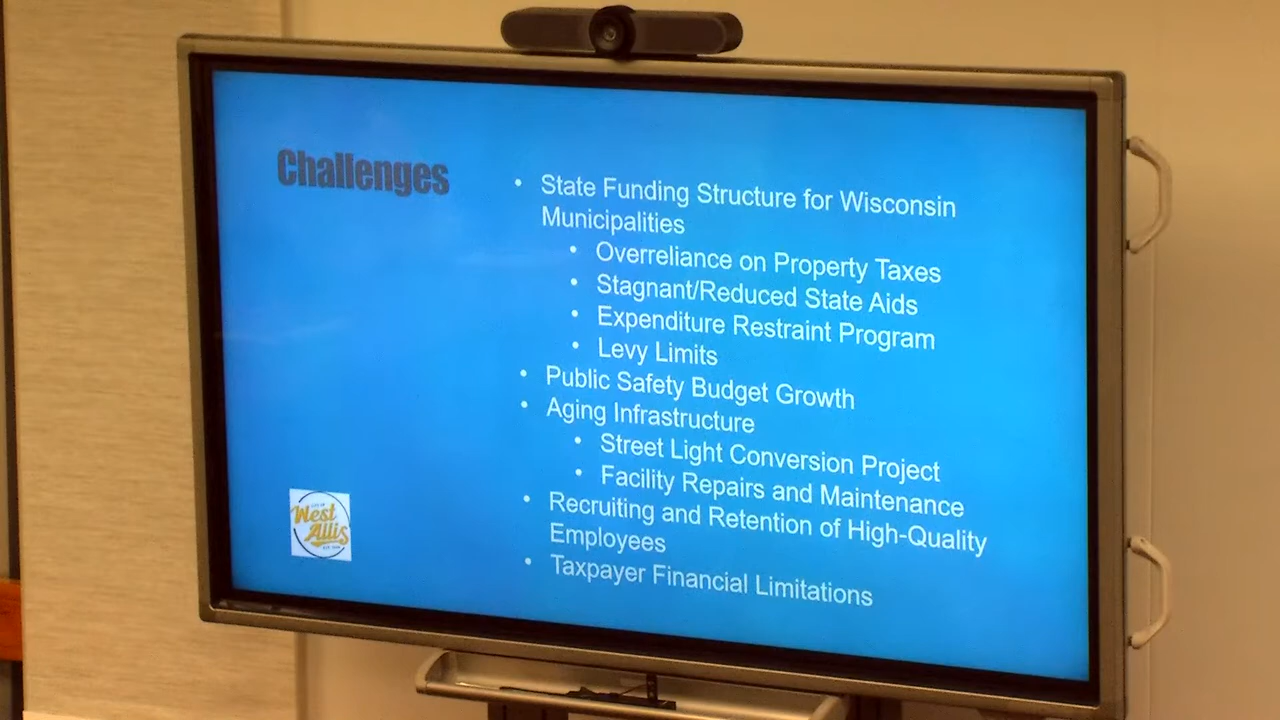 Challenges
• State Funding Structure for Wisconsin
Municipalities
• Overreliance on Property Taxes
• Stagnant/Reduced State Aids
• Expenditure Restraint Program
• Levy Limits
• Public Safety Budget Growth
• Aging Infrastructure
• Street Light Conversion Project
• Facility Repairs and Maintenance
• Recruiting and Retention of High-Quality
Employees
• Taxpayer Financial Limitations
West
Allis